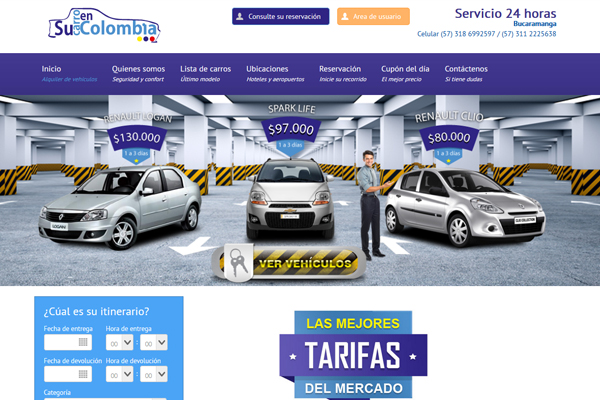 Su carro en Colombia
Consulte su reservación
Area de usuario
Servicio 24 horas
Bucaramanga
Celular (57) 318 6992597 / (57) 311 2225638
Inicio
Alquiler de vehículos
Quienes somos
Seguridad y confort
Lista de carros
Último modelo
Ubicaciones
Hoteles y aeropuertos
Reservación
Inicie su recorrido
Cupón del día
El mejor precio
Contáctenos
Si tiene dudas
RENAULT LOGAN
$130.000
1 a 3 días
SPARK LIFE
$97.000
1 a 3 días
RENAULT CLIO
$80.000
1 a 3 días
LOGAN
VER VEHÍCULOS
¿Cúal es su itinerario?
Fecha de entrega
Hora de entrega
00 : 00
Fecha de devolución
Hora de devolución
00 : 00
Categoría
LAS MEJORES
TARIFAS
DEL MERCADO